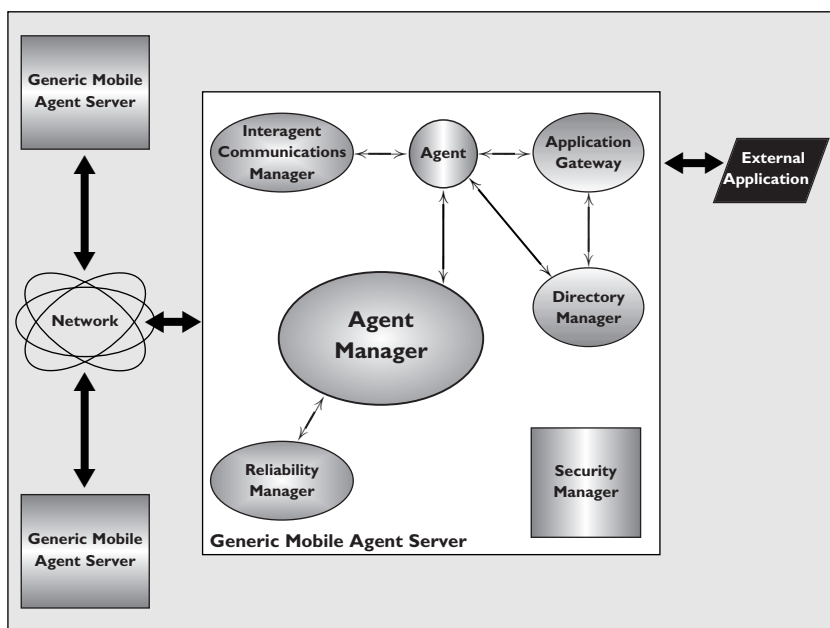 Generic Mobile
Agent Server
Interagent
Communications
Manager
Agent
Application
Gateway
External
Application
Network
Agent
Manager
Directory
Manager
Reliability
Manager
Security
Manager
Generic Mobile Agent Server
Generic Mobile
Agent Server